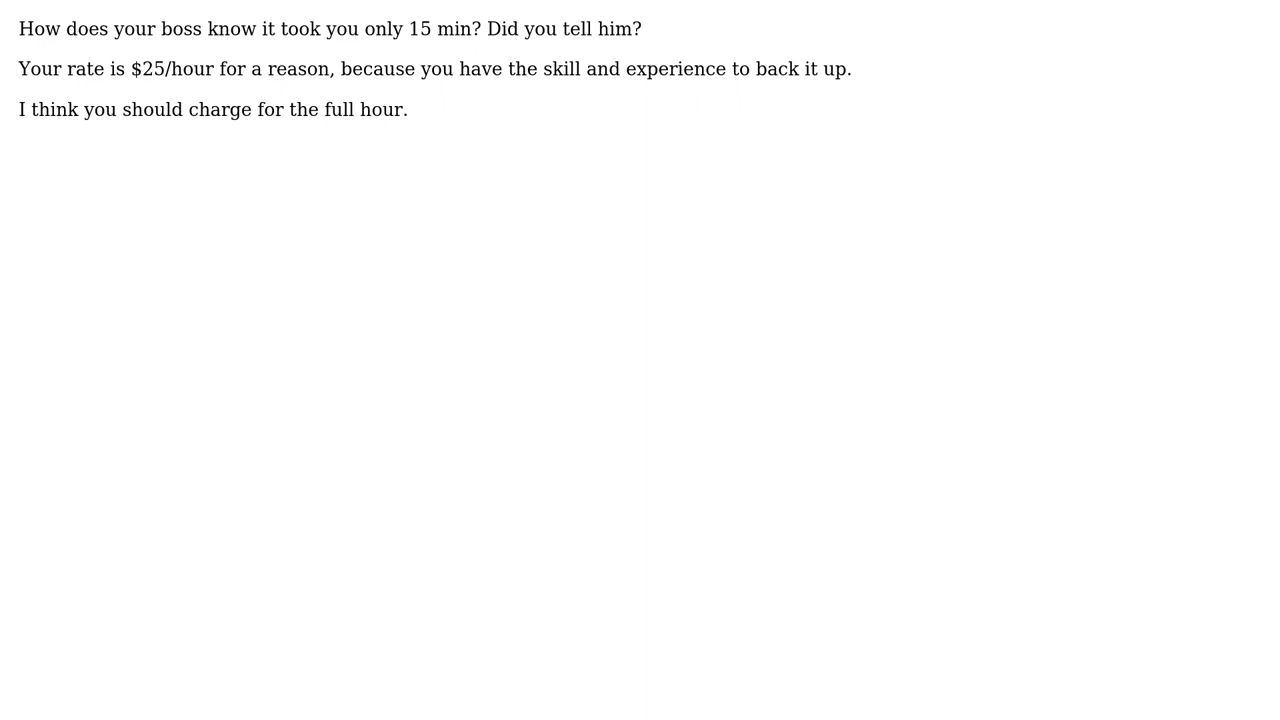 How does your boss know it took you only 15 min? Did you tell him?
Your rate is $25/hour for a reason, because you have the skill and experience to back it up.
I think you should charge for the full hour.